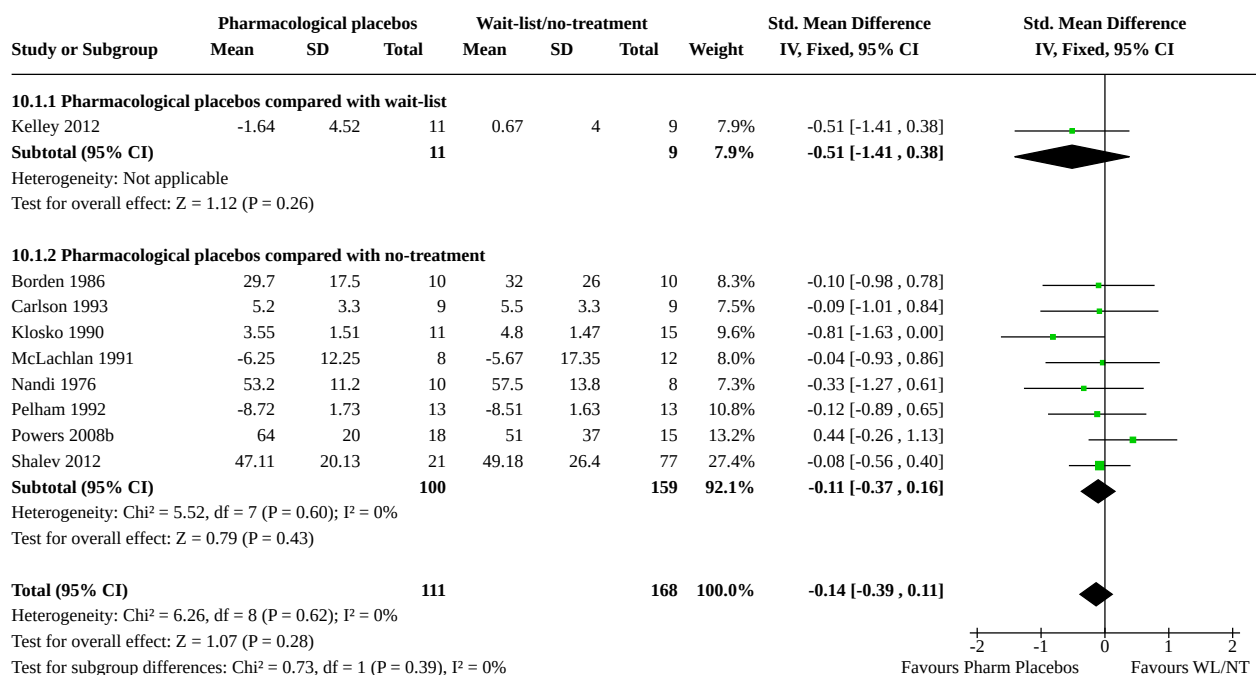 Pharmacological placebos Wait-list/no-treatment Std. Mean Difference Std. Mean Difference
Study or Subgroup Mean SD Total Mean SD Total Weight IV, Fixed, 95% CI IV, Fixed, 95% CI
10.1.1 Pharmacological placebos compared with wait-list
Kelley 2012 -1.64 4.52 11 0.67 4 9 7.9% -0.51 [-1.41 , 0.38]
Subtotal (95% CI) 11 9 7.9% -0.51 [-1.41 , 0.38]
Heterogeneity: Not applicable
Test for overall effect: Z = 1.12 (P = 0.26)
10.1.2 Pharmacological placebos compared with no-treatment
Borden 1986 29.7 17.5 10 32 26 10 8.3% -0.10 [-0.98 , 0.78]
Carlson 1993 5.2 3.3 9 5.5 3.3 9 7.5% -0.09 [-1.01 , 0.84]
Klosko 1990 3.55 1.51 11 4.8 1.47 15 9.6% -0.81 [-1.63 , 0.00]
McLachlan 1991 -6.25 12.25 8 -5.67 17.35 12 8.0% -0.04 [-0.93 , 0.86]
Nandi 1976 53.2 11.2 10 57.5 13.8 8 7.3% -0.33 [-1.27 , 0.61]
Pelham 1992 -8.72 1.73 13 -8.51 1.63 13 10.8% -0.12 [-0.89 , 0.65]
Powers 2008b 64 20 18 51 37 15 13.2% 0.44 [-0.26 , 1.13]
Shalev 2012 47.11 20.13 21 49.18 26.4 77 27.4% -0.08 [-0.56 , 0.40]
Subtotal (95% CI) 100 159 92.1% -0.11 [-0.37 , 0.16]
Heterogeneity: Chi² = 5.52, df = 7 (P = 0.60); I² = 0%
Test for overall effect: Z = 0.79 (P = 0.43)
Total (95% CI) 111 168 100.0% -0.14 [-0.39 , 0.11]
Heterogeneity: Chi² = 6.26, df = 8 (P = 0.62); I² = 0%
Test for overall effect: Z = 1.07 (P = 0.28)
-2 -1 0 1 2
Test for subgroup differences: Chi² = 0.73, df = 1 (P = 0.39), I² = 0% Favours Pharm Placebos Favours WL/NT